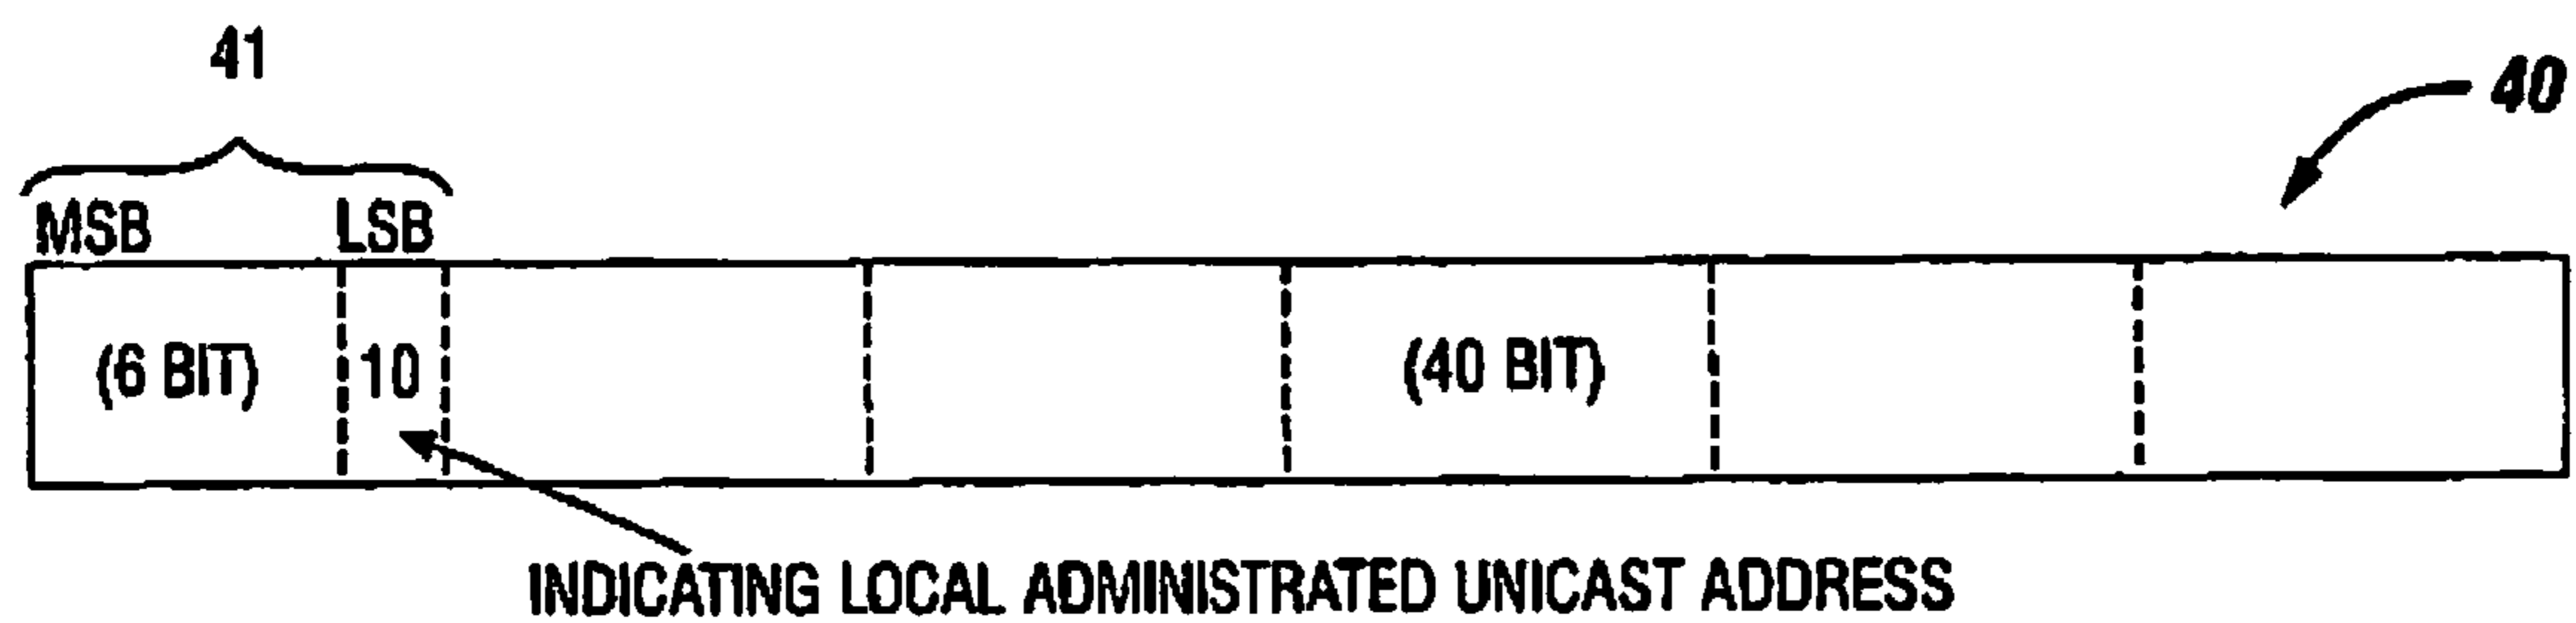 41
40
MSB LSB
(6 BIT) 10 (40 BIT)
INDICATING LOCAL ADMINISTRATED UNICAST ADDRESS